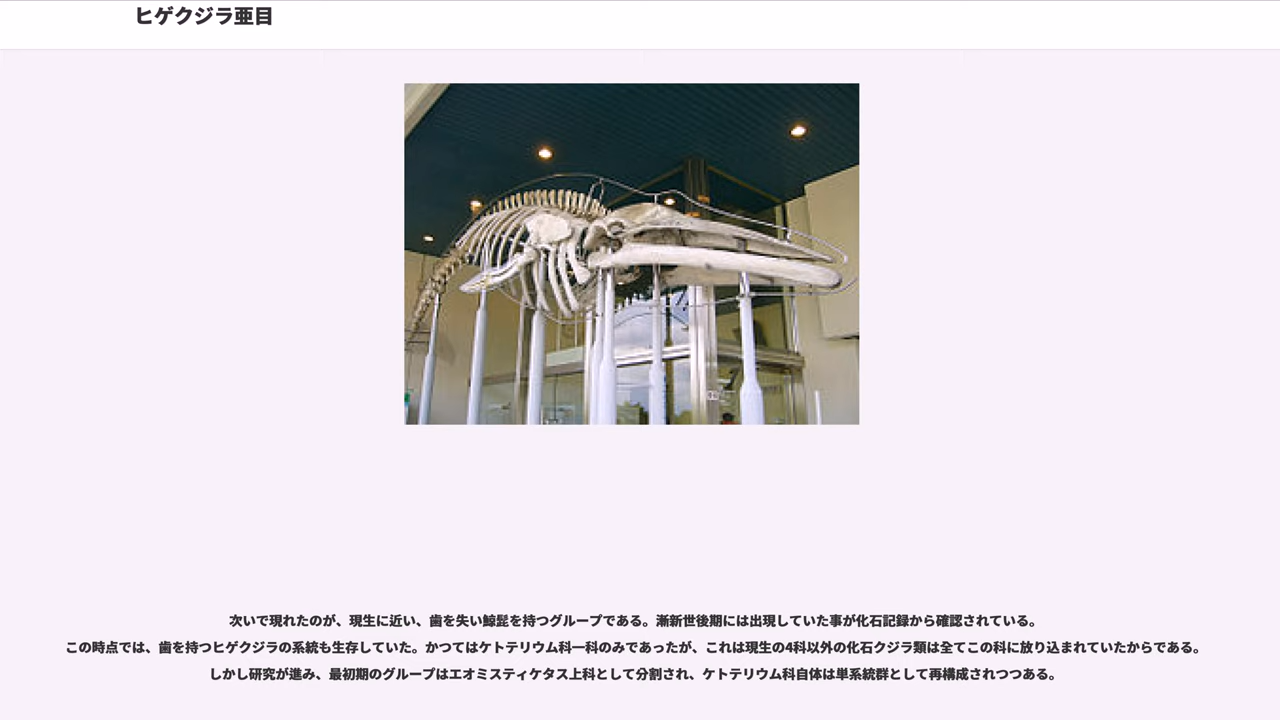 ヒゲクジラ亜目
次いで現れたのが、現生に近い、歯を失い鯨髭を持つグループである。漸新世後期には出現していた事が化石記録から確認されている。
この時点では、歯を持つヒゲクジラの系統も生存していた。かつてはケトテリウム科一科のみであったが、これは現生の4科以外の化石クジラ類は全てこの科に放り込まれていたからである。
しかし研究が進み、最初期のグループはエオミスティケタス上科として分割され、ケトテリウム科自体は単系統群として再構成されつつある。